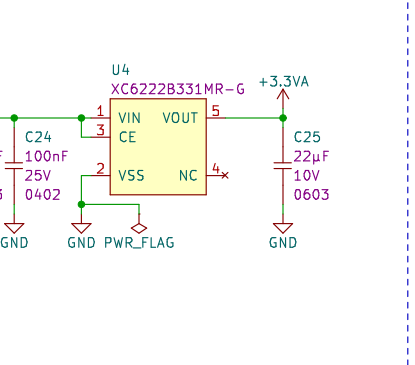 U4
XC6222B331MR-G
+3.3VA
1 VIN VOUT 5
3 CE
C24
100nF
25V
0402
2 VSS NC 4
C25
22µF
10V
0603
GND
GND
PWR_FLAG
GND